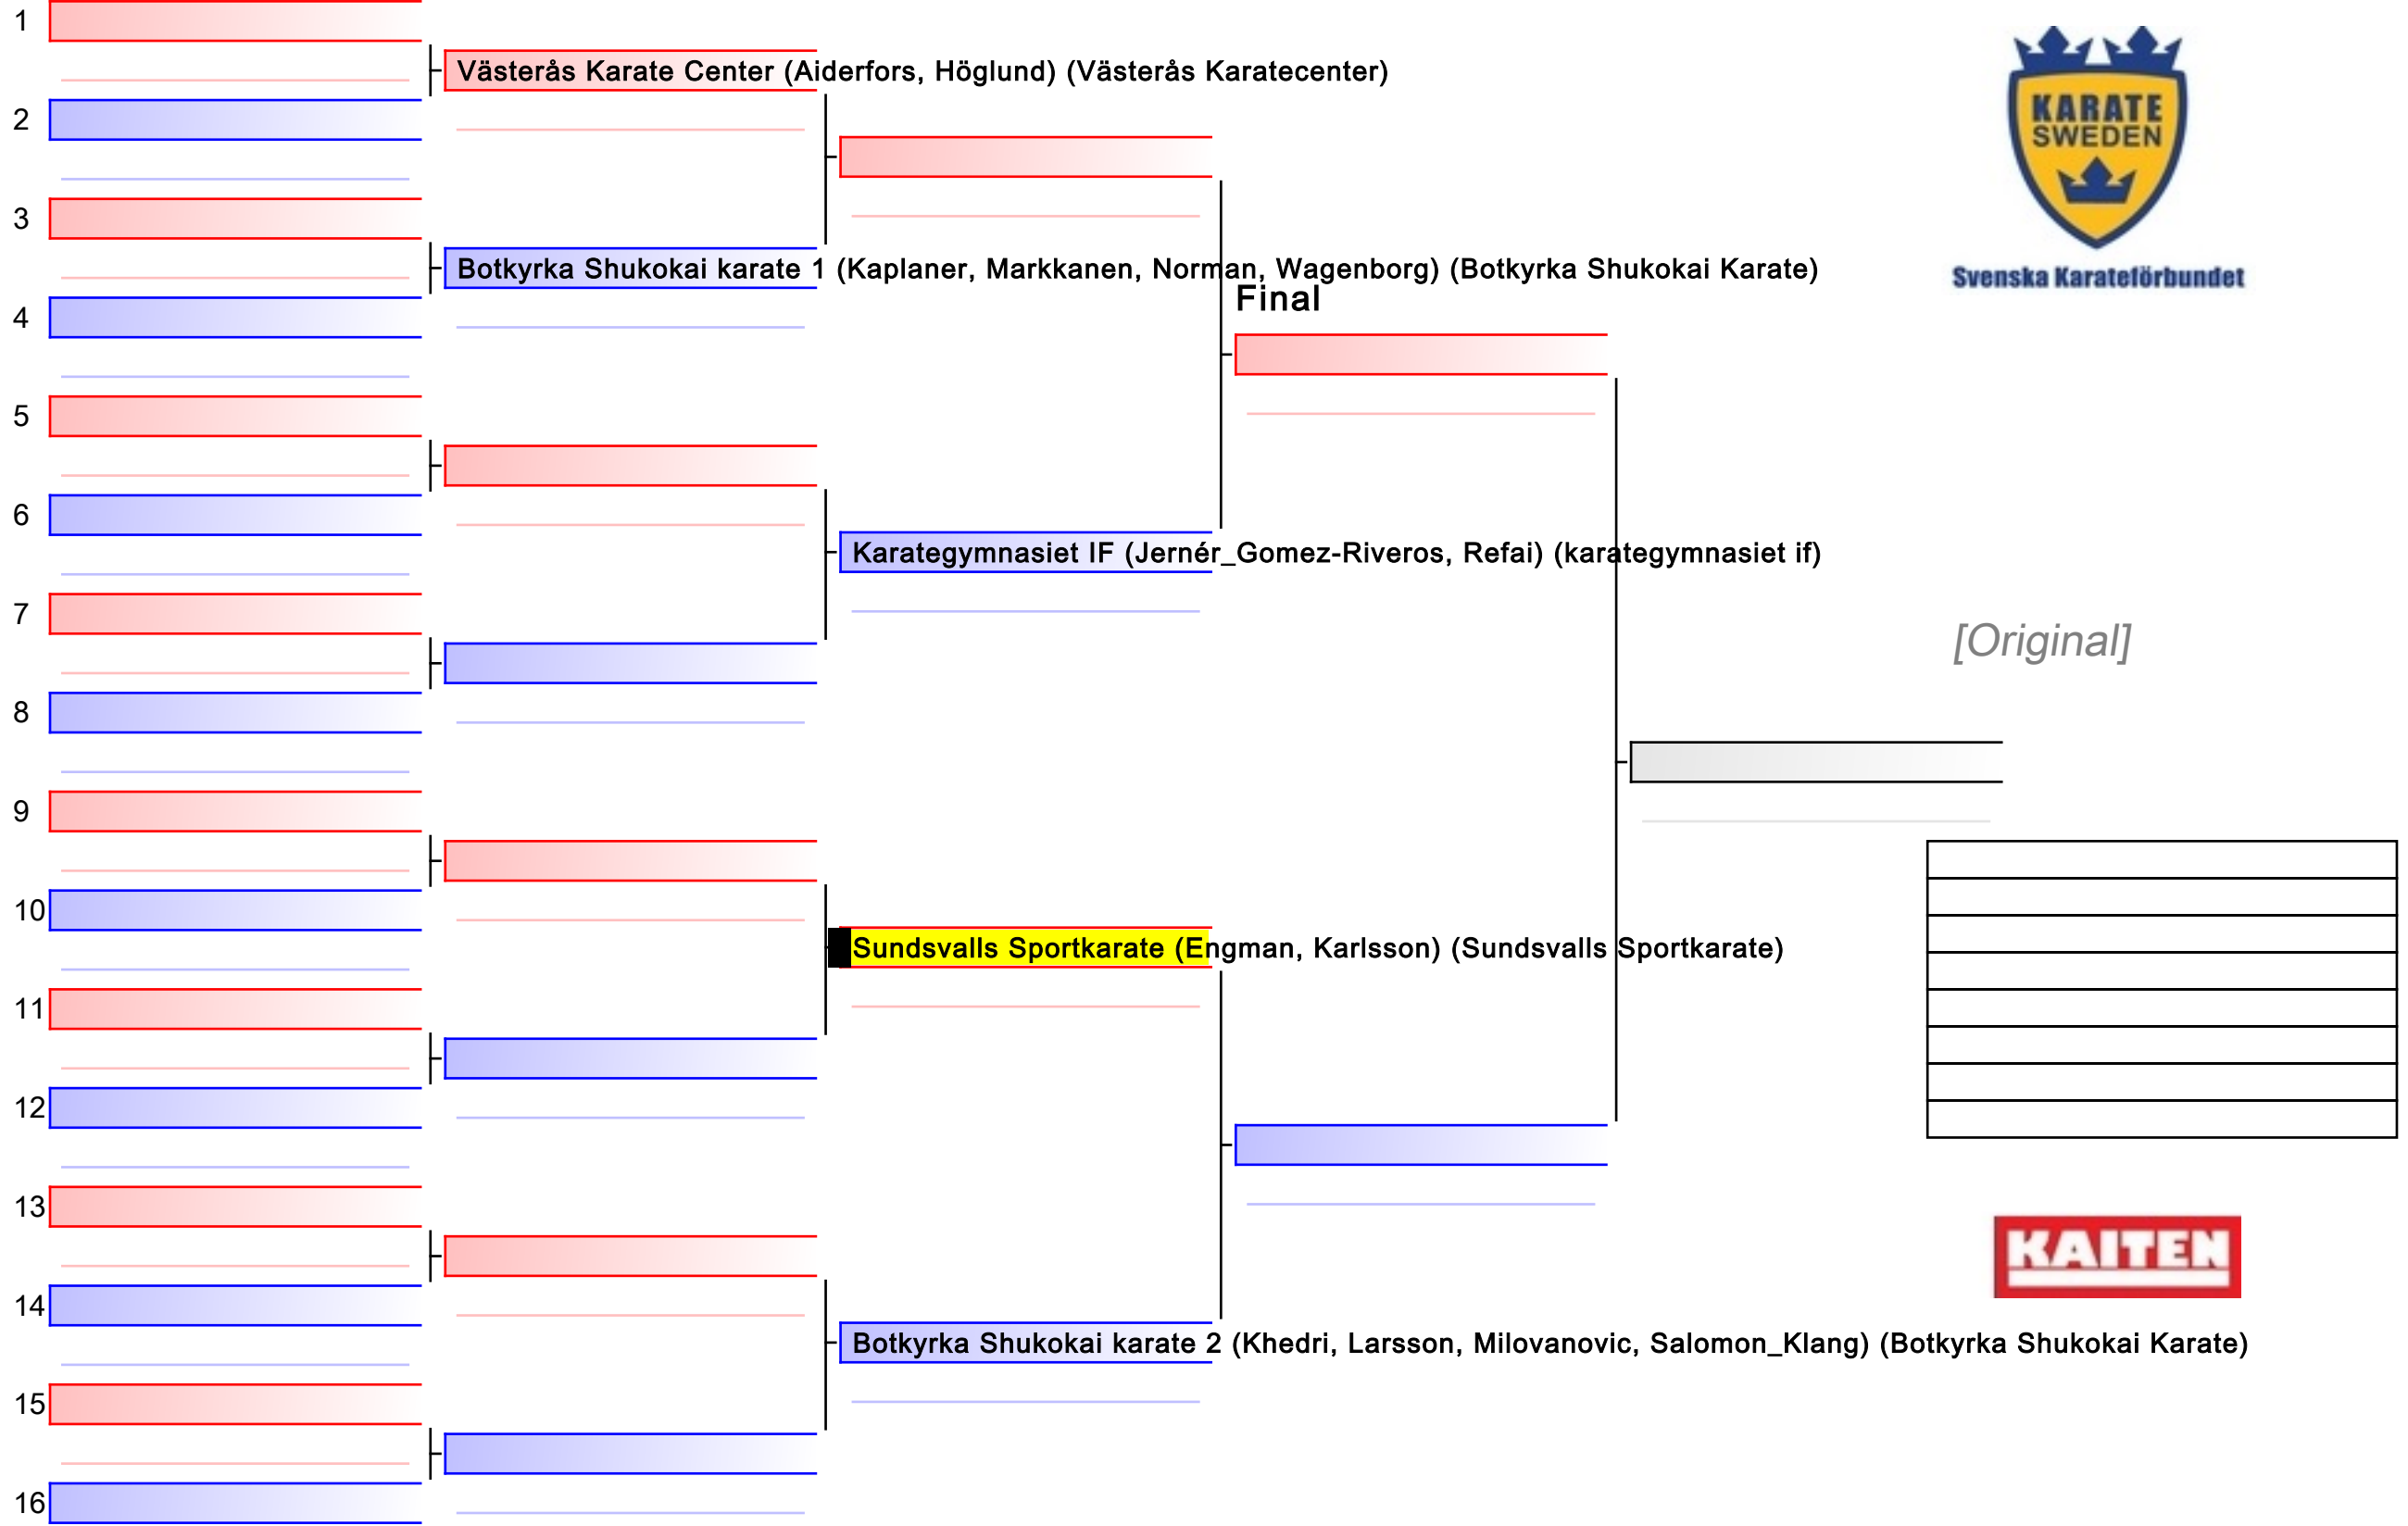 1
Västerås Karate Center (Aiderfors, Höglund) (Västerås Karatecenter)
2
KARATE
SWEDEN
3
Botkyrka Shukokai karate 1 (Kaplaner, Markkanen, Norman, Wagenborg) (Botkyrka Shukokai Karate)
Svenska Karateförbundet
Final
4
5
6
Karategymnasiet IF (Jernér_Gomez-Riveros, Refai) (karategymnasiet if)
7
[Original]
8
9
10
Sundsvalls Sportkarate (Engman, Karlsson) (Sundsvalls Sportkarate)
11
12
13
KAITEN
14
Botkyrka Shukokai karate 2 (Khedri, Larsson, Milovanovic, Salomon_Klang) (Botkyrka Shukokai Karate)
15
16